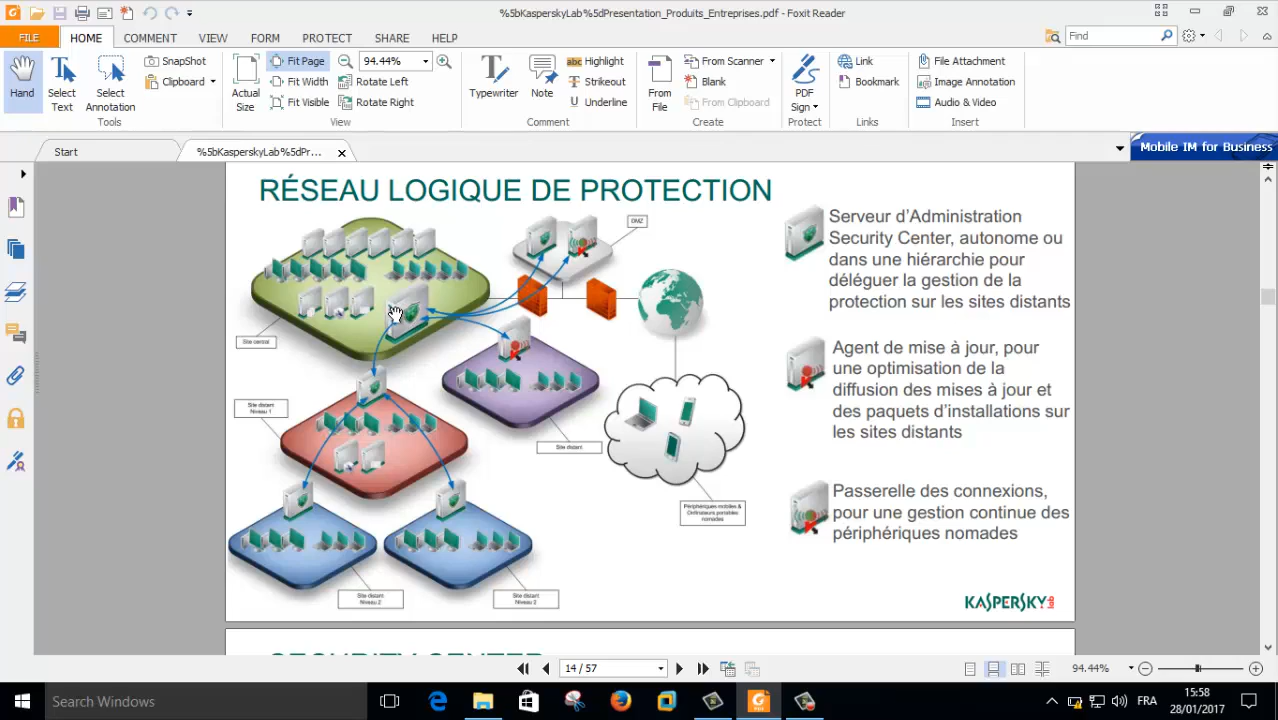 %5bKasperskyLab%5dPresentation_Produits_Entreprises.pdf - Foxit Reader
FILE
HOME
COMMENT
VIEW
FORM
PROTECT
SHARE
HELP
Find
Hand
Select Text
Select Annotation
SnapShot
Clipboard
Tools
Actual Size
Fit Page
Fit Width
Fit Visible
94.44%
Rotate Left
Rotate Right
View
Typewriter
Note
Highlight
Strikeout
Underline
Comment
From File
From Scanner
Blank
From Clipboard
Create
PDF Sign
Protect
Link
Bookmark
Links
File Attachment
Image Annotation
Audio & Video
Insert
Start
%5bKasperskyLab%5dPr...
Mobile IM for Business
RÉSEAU LOGIQUE DE PROTECTION
DMZ
Site central
Site distant
Niveau 1
Site distant
Périphériques mobiles &
Ordinateurs portables
nomades
Site distant
Niveau 2
Site distant
Niveau 2
Serveur d'Administration
Security Center, autonome ou
dans une hiérarchie pour
déléguer la gestion de la
protection sur les sites distants
Agent de mise à jour, pour
une optimisation de la
diffusion des mises à jour et
des paquets d'installations sur
les sites distants
Passerelle des connexions,
pour une gestion continue des
périphériques nomades
KASPERSKY lab
SECURITY CENTER
14 / 57
94.44%
Search Windows
FRA
15:58
28/01/2017